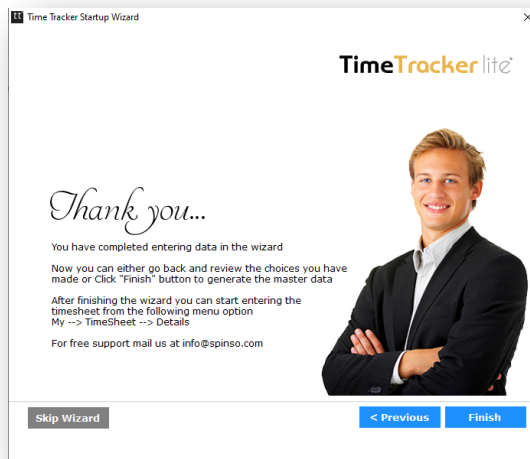 Time Tracker Startup Wizard
TimeTracker lite
Thank you...
You have completed entering data in the wizard
Now you can either go back and review the choices you have
made or Click "Finish" button to generate the master data
After finishing the wizard you can start entering the
timesheet from the following menu option
My --> TimeSheet --> Details
For free support mail us at info@spinso.com
Skip Wizard
< Previous
Finish